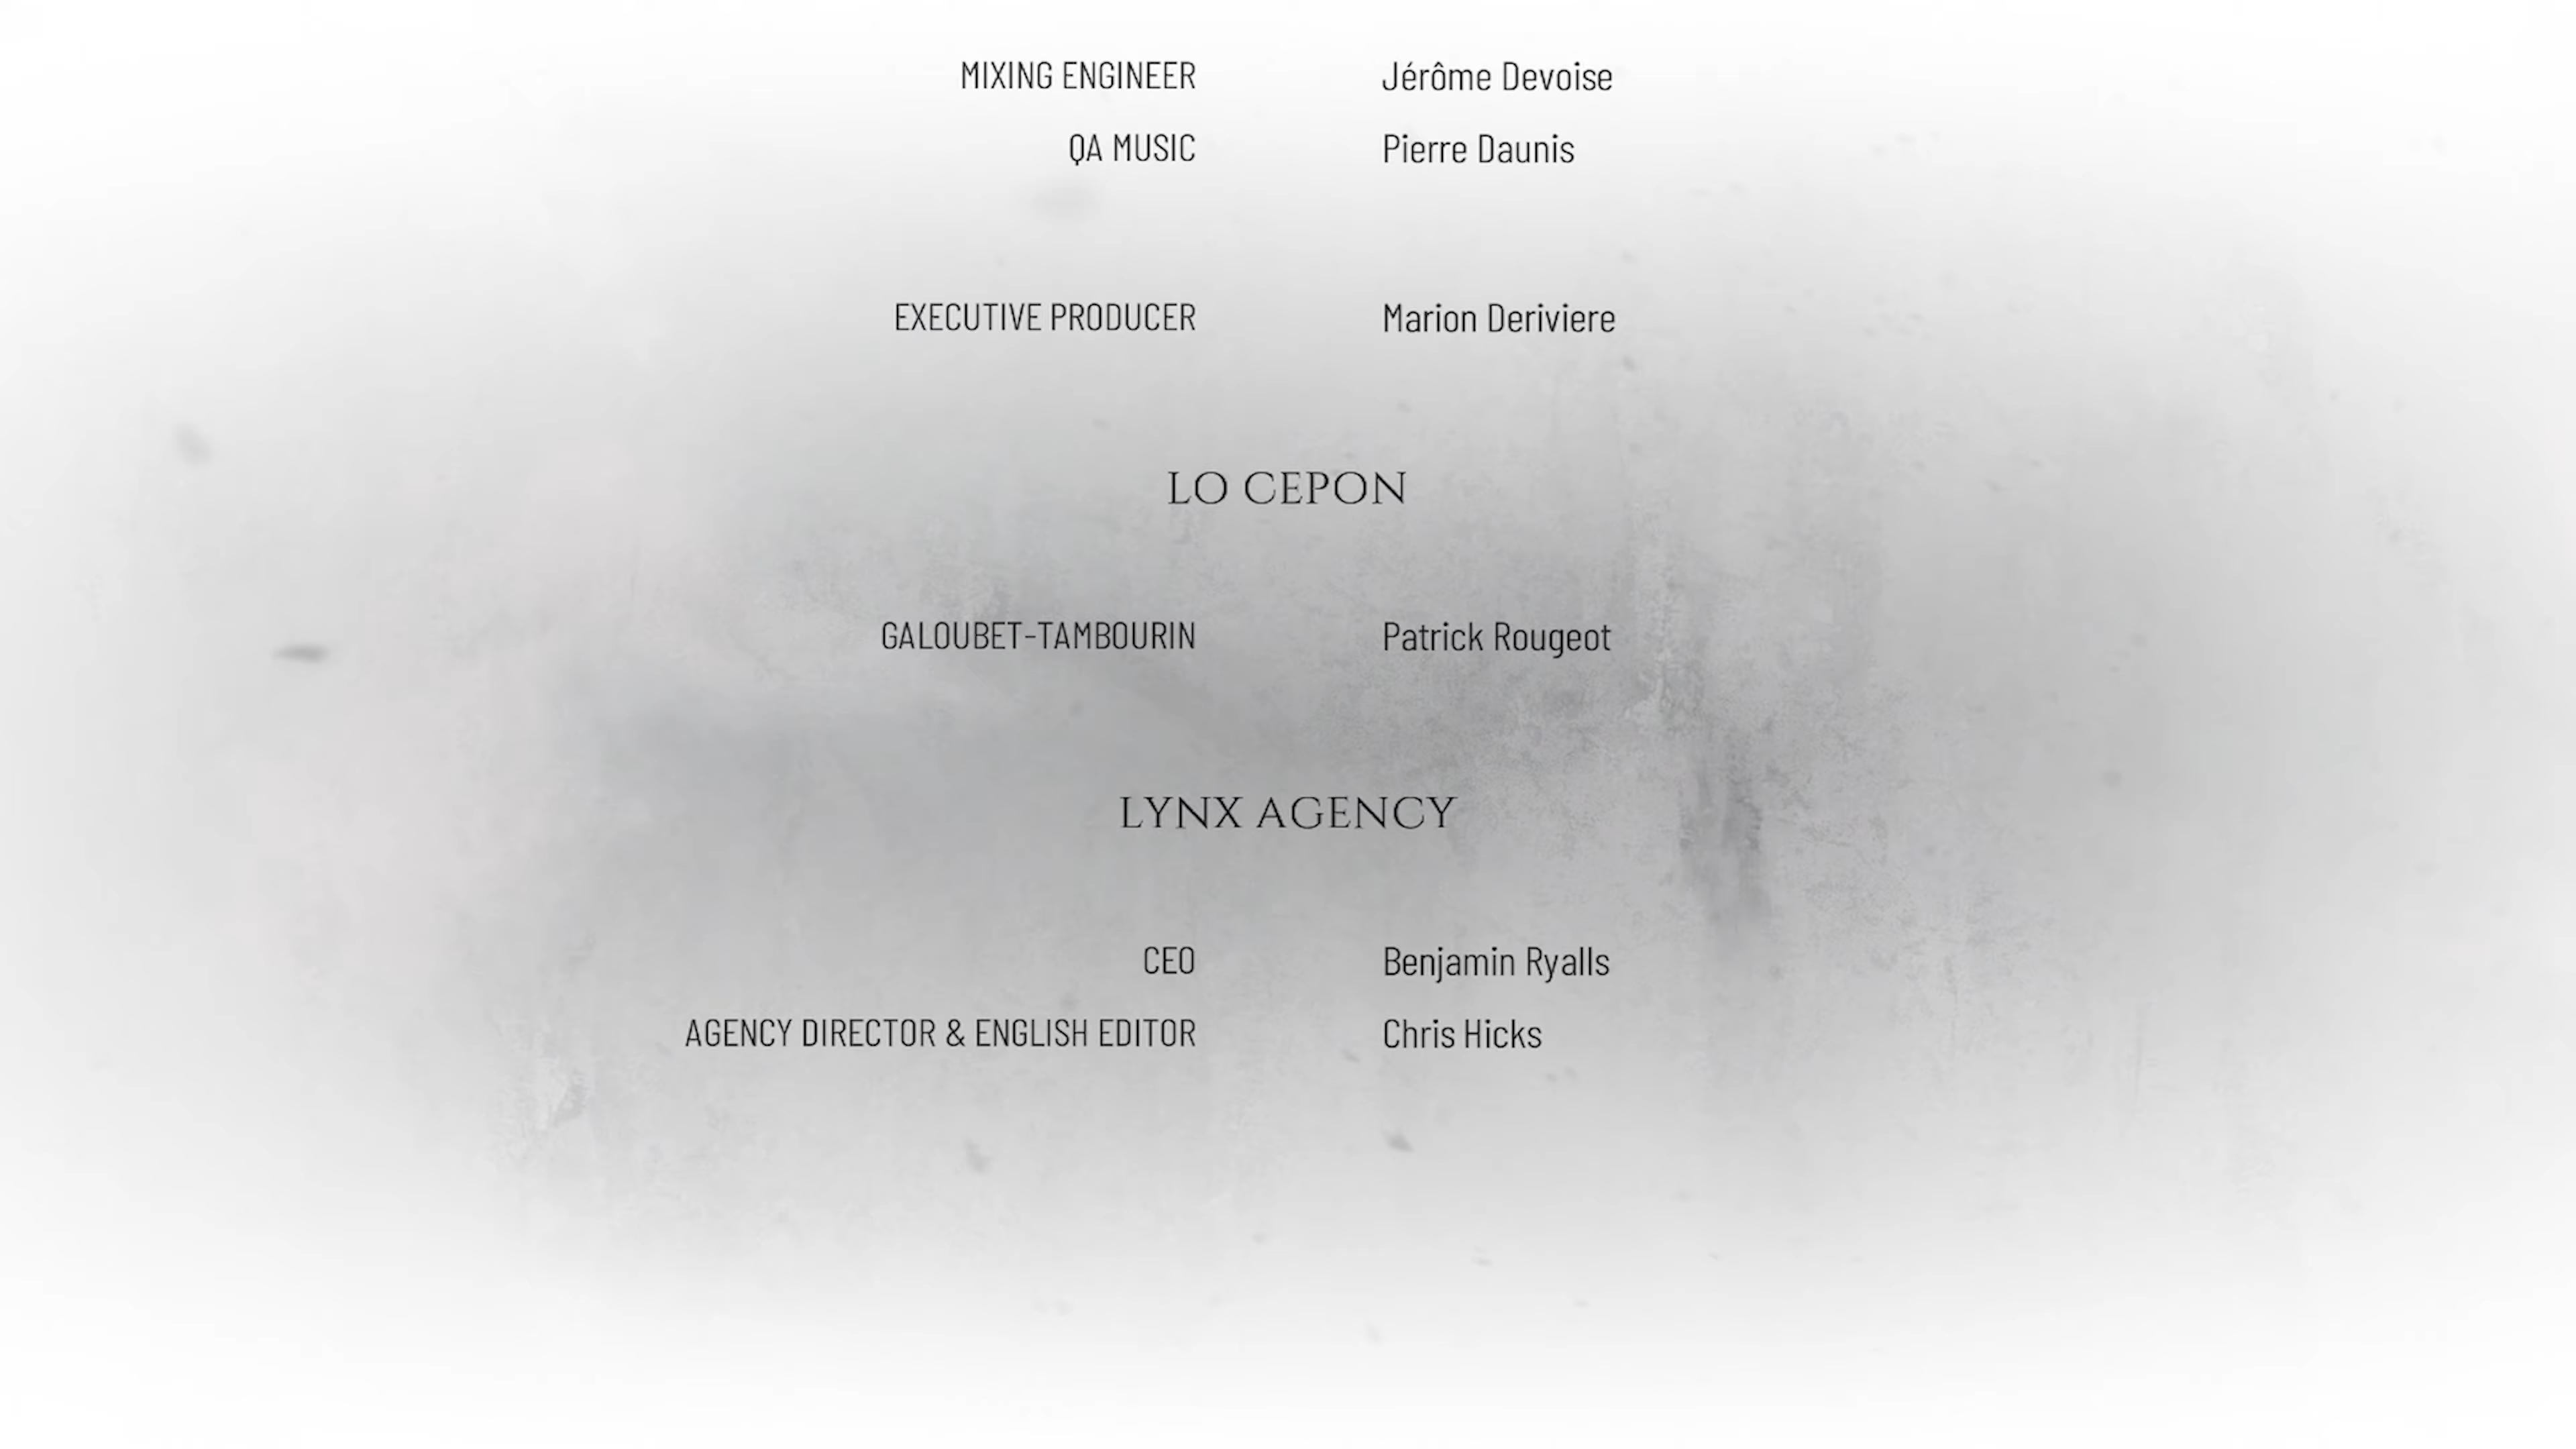 MIXING ENGINEER Jérôme Devoise
QA MUSIC Pierre Daunis
EXECUTIVE PRODUCER Marion Deriviere
LO CEPON
GALOUBET-TAMBOURIN Patrick Rougeot
LYNX AGENCY
CEO Benjamin Ryalls
AGENCY DIRECTOR & ENGLISH EDITOR Chris Hicks